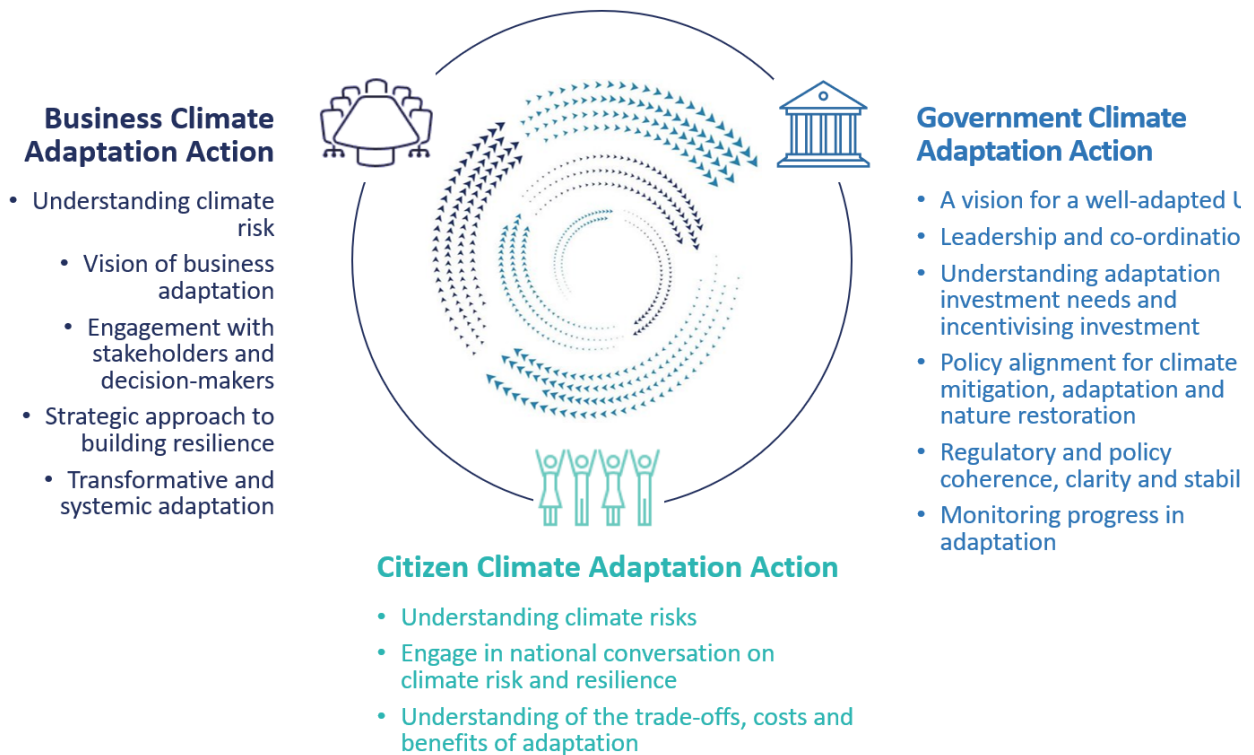 Business Climate
Adaptation Action
• Understanding climate
risk
• Vision of business
adaptation
• Engagement with
stakeholders and
decision-makers
• Strategic approach to
building resilience
• Transformative and
systemic adaptation
Government Climate
Adaptation Action
• A vision for a well-adapted
• Leadership and
• Understanding adaptation
investment needs and
incentivising investment
• Policy alignment for climate
mitigation, adaptation and
nature restoration
• Regulatory and policy
coherence, clarity and
• Monitoring progress in
adaptation
Citizen Climate Adaptation Action
• Understanding climate risks
• Engage in national conversation on
climate risk and resilience
• Understanding of the trade-offs, costs and
benefits of adaptation